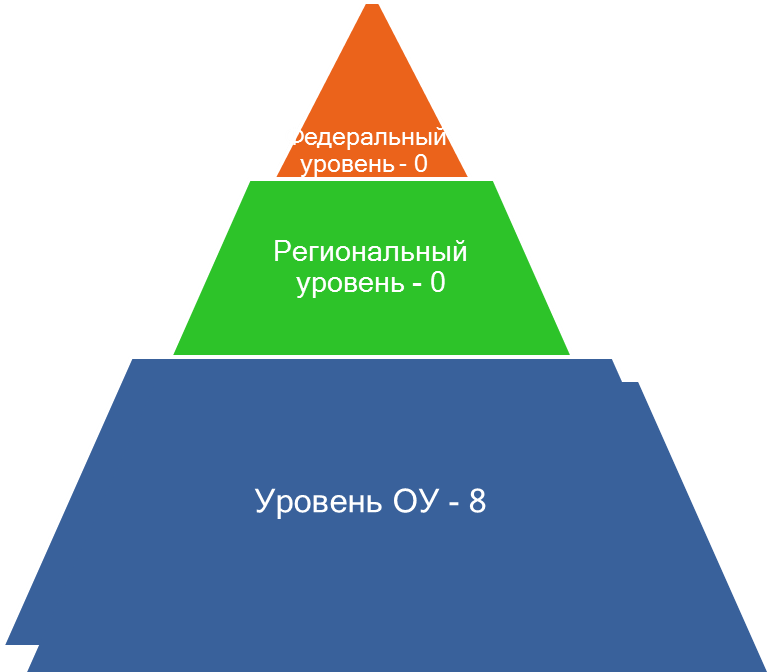 Федеральный
уровень - 0
Региональный
уровень - 0
Уровень ОУ - 8